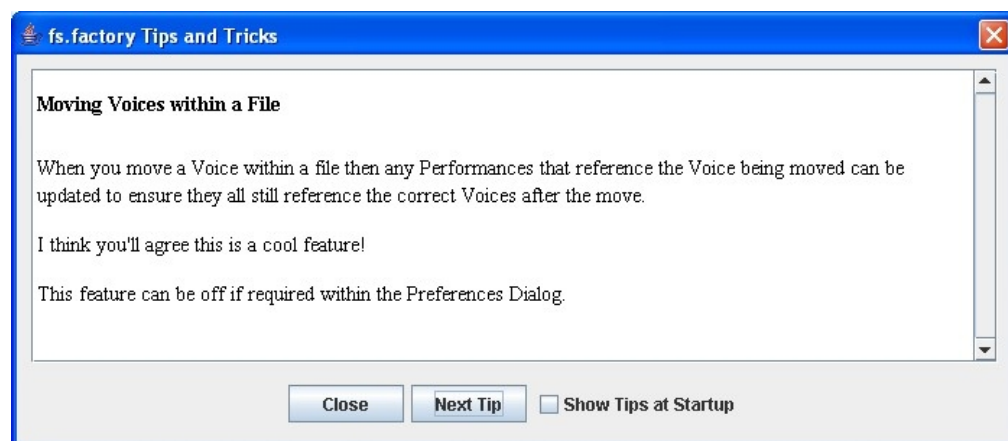 fs.factory Tips and Tricks
Moving Voices within a File
When you move a Voice within a file then any Performances that reference the Voice being moved can be
updated to ensure they all still reference the correct Voices after the move.
I think you'll agree this is a cool feature!
This feature can be off if required within the Preferences Dialog.
Close
Next Tip
Show Tips at Startup